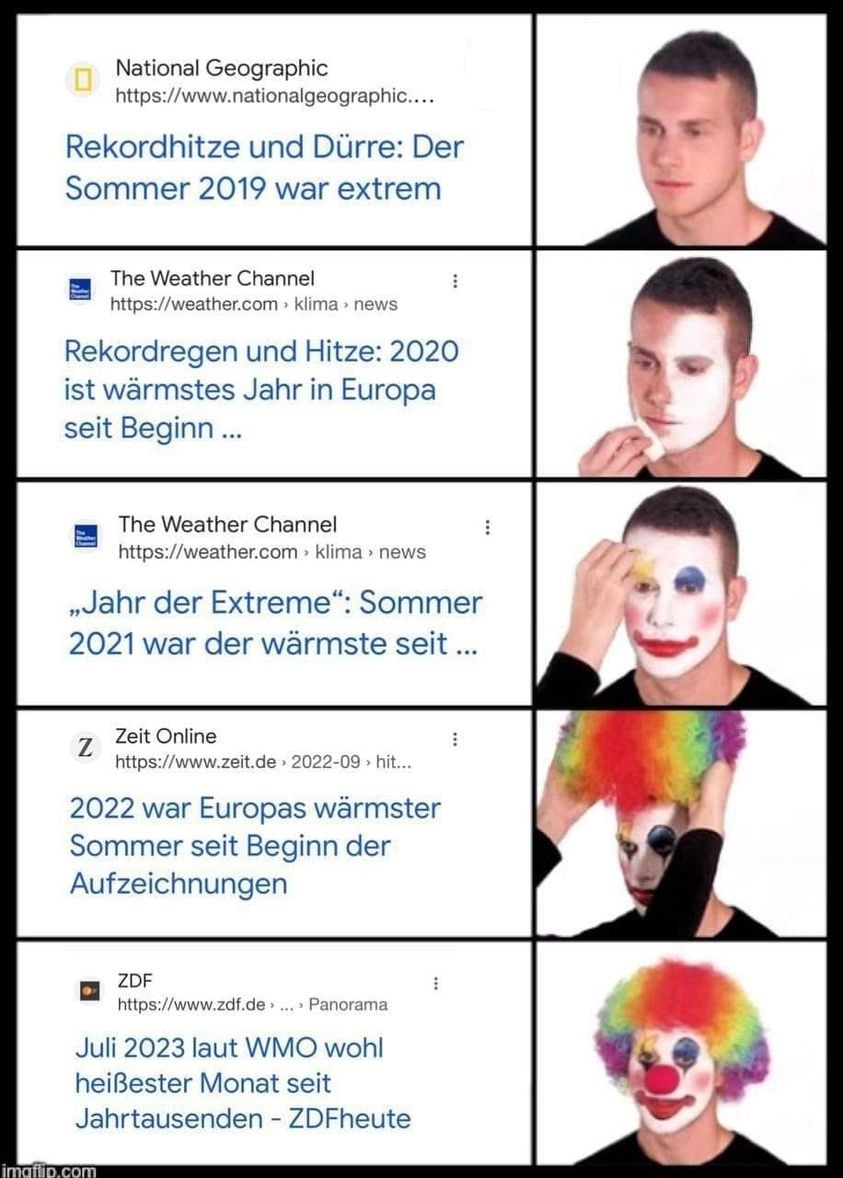 National Geographic
https://www.nationalgeographic....
Rekordhitze und Dürre: Der
Sommer 2019 war extrem
The Weather Channel
https://weather.com › klima › news
Rekordregen und Hitze: 2020
ist wärmstes Jahr in Europa
seit Beginn ...
The Weather Channel
https://weather.com › klima › news
„Jahr der Extreme“: Sommer
2021 war der wärmste seit ...
Z
Zeit Online
https://www.zeit.de › 2022-09 › hit...
2022 war Europas wärmster
Sommer seit Beginn der
Aufzeichnungen
ZDF
https://www.zdf.de › ... › Panorama
Juli 2023 laut WMO wohl
heißester Monat seit
Jahrtausenden - ZDFheute
imgflip.com